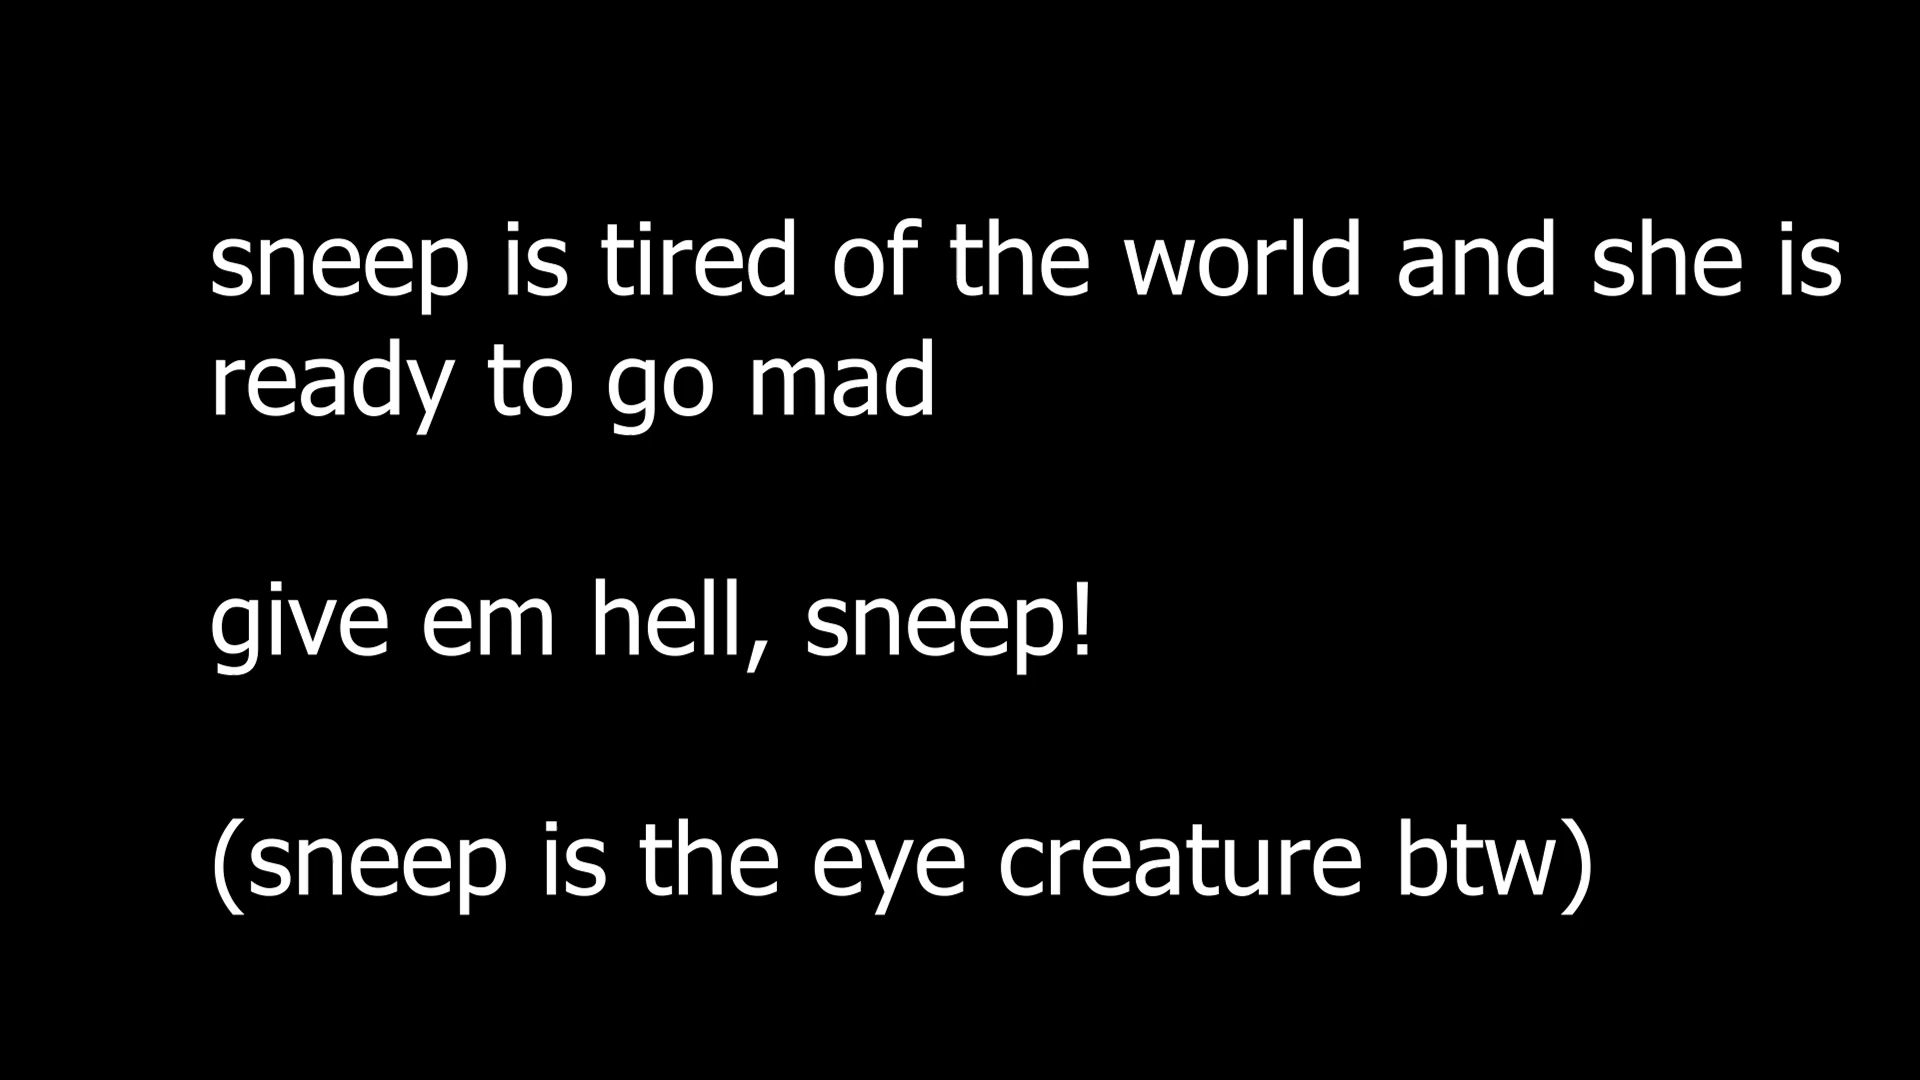 sneep is tired of the world and she is
ready to go mad
give em hell, sneep!
(sneep is the eye creature btw)